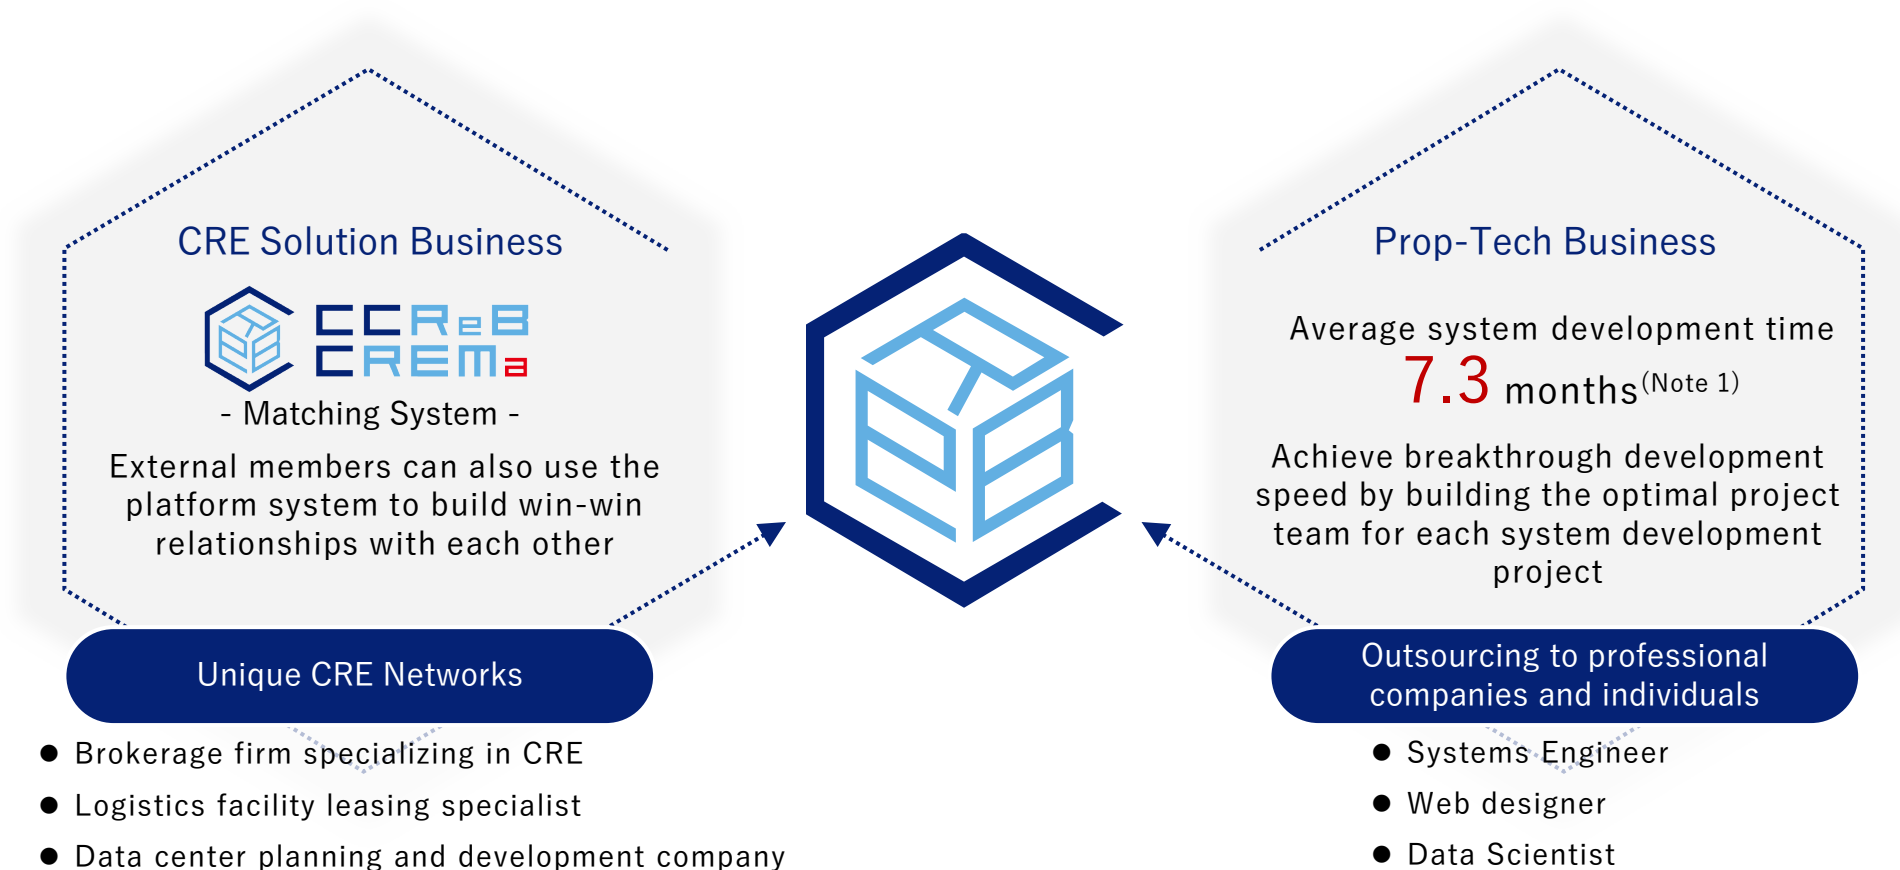 CRE Solution Business
CCReB
CREMa
- Matching System -
External members can also use the
platform system to build win-win
relationships with each other
Unique CRE Networks
● Brokerage firm specializing in CRE
● Logistics facility leasing specialist
● Data center planning and development company
Prop-Tech Business
Average system development time
7.3 months(Note 1)
Achieve breakthrough development
speed by building the optimal project
team for each system development
project
Outsourcing to professional
companies and individuals
● Systems Engineer
● Web designer
● Data Scientist